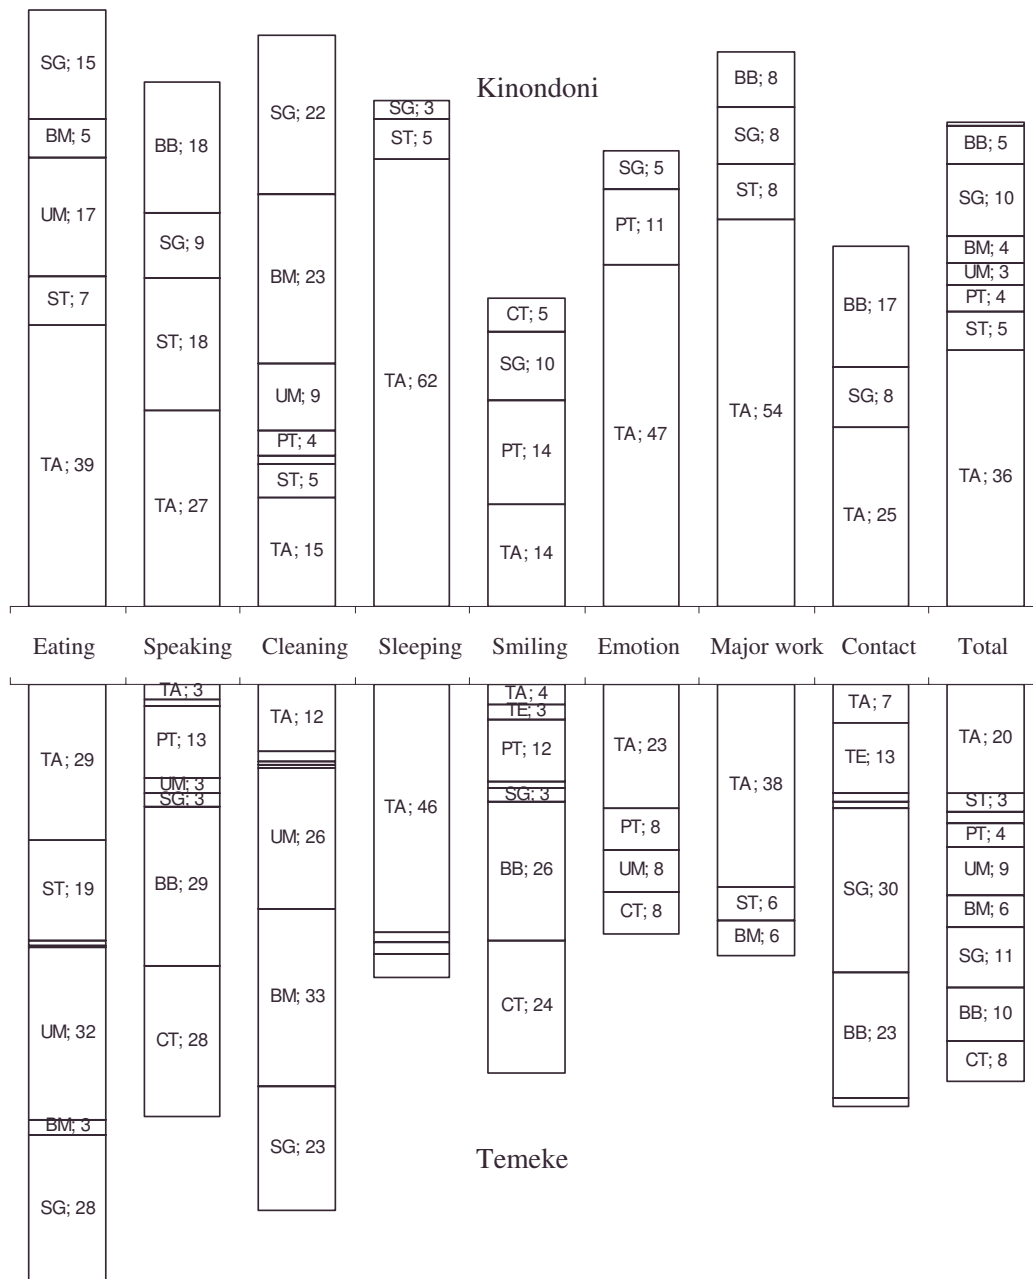 Kinondoni
SG; 15
BM; 5
UM; 17
ST; 7
TA; 39
BB; 18
SG; 9
ST; 18
TA; 27
SG; 22
BM; 23
UM; 9
PT; 4
ST; 5
TA; 15
SG; 3
ST; 5
TA; 62
CT; 5
SG; 10
PT; 14
TA; 14
SG; 5
PT; 11
TA; 47
BB; 8
SG; 8
ST; 8
TA; 54
BB; 17
SG; 8
TA; 25
BB; 5
SG; 10
BM; 4
UM; 3
PT; 4
ST; 5
TA; 36
Eating Speaking Cleaning Sleeping Smiling Emotion Major work Contact Total
TA; 29
ST; 19
UM; 32
BM; 3
SG; 28
TA; 3
PT; 13
UM; 3
SG; 3
BB; 29
CT; 28
TA; 12
UM; 26
BM; 33
SG; 23
TA; 46
TA; 4
TE; 3
PT; 12
SG; 3
BB; 26
CT; 24
TA; 23
PT; 8
UM; 8
CT; 8
TA; 38
ST; 6
BM; 6
TA; 7
TE; 13
SG; 30
BB; 23
TA; 20
ST; 3
PT; 4
UM; 9
BM; 6
SG; 11
BB; 10
CT; 8
Temeke